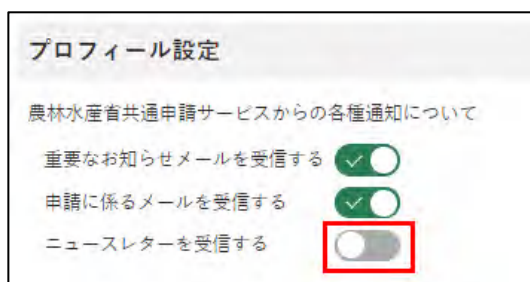 プロフィール設定
農林水産省共通申請サービスからの各種通知について
重要なお知らせメールを受信する
申請に係るメールを受信する
ニュースレターを受信する